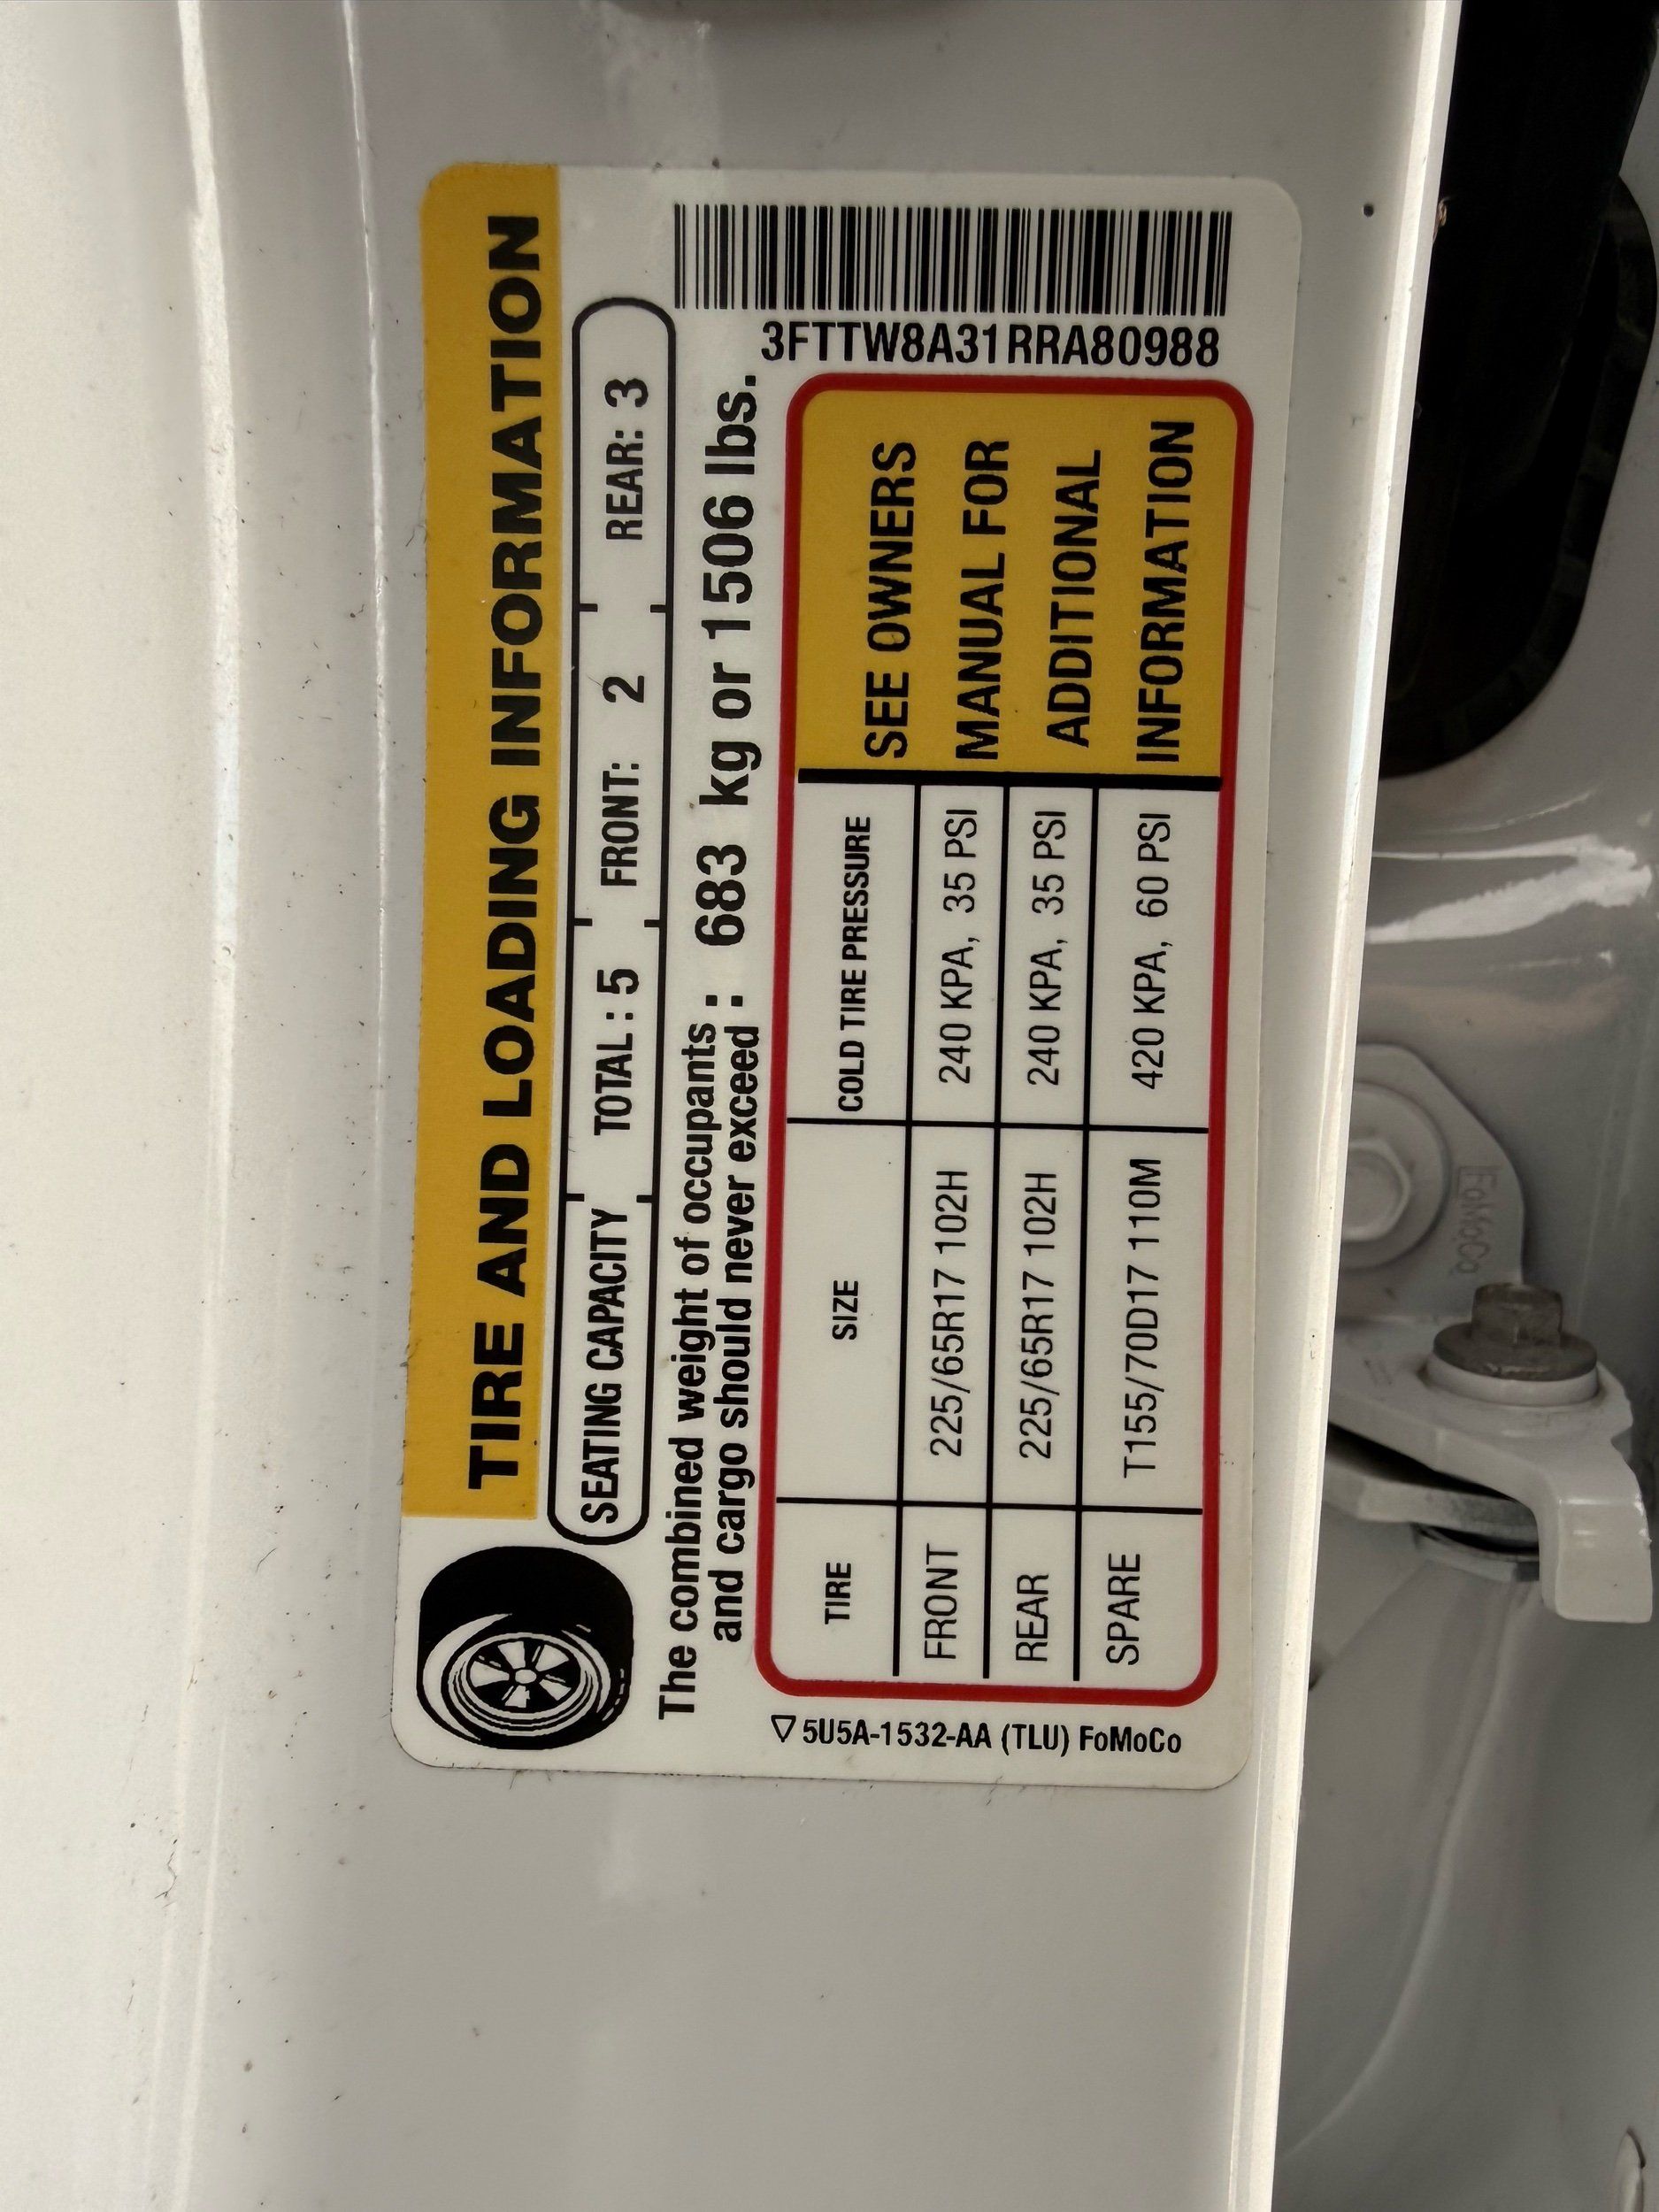 TIRE AND LOADING INFORMATION
SEATING CAPACITY TOTAL : 5 FRONT: 2 REAR: 3
The combined weight of occupants : 683 kg or 1506 lbs.
and cargo should never exceed :
TIRE SIZE COLD TIRE PRESSURE
FRONT 225/65R17 102H 240 KPA, 35 PSI
REAR 225/65R17 102H 240 KPA, 35 PSI
SPARE T155/70D17 110M 420 KPA, 60 PSI
SEE OWNERS
MANUAL FOR
ADDITIONAL
INFORMATION
3FTTW8A31RRA80988
5U5A-1532-AA (TLU) FoMoCo
FoMoCo